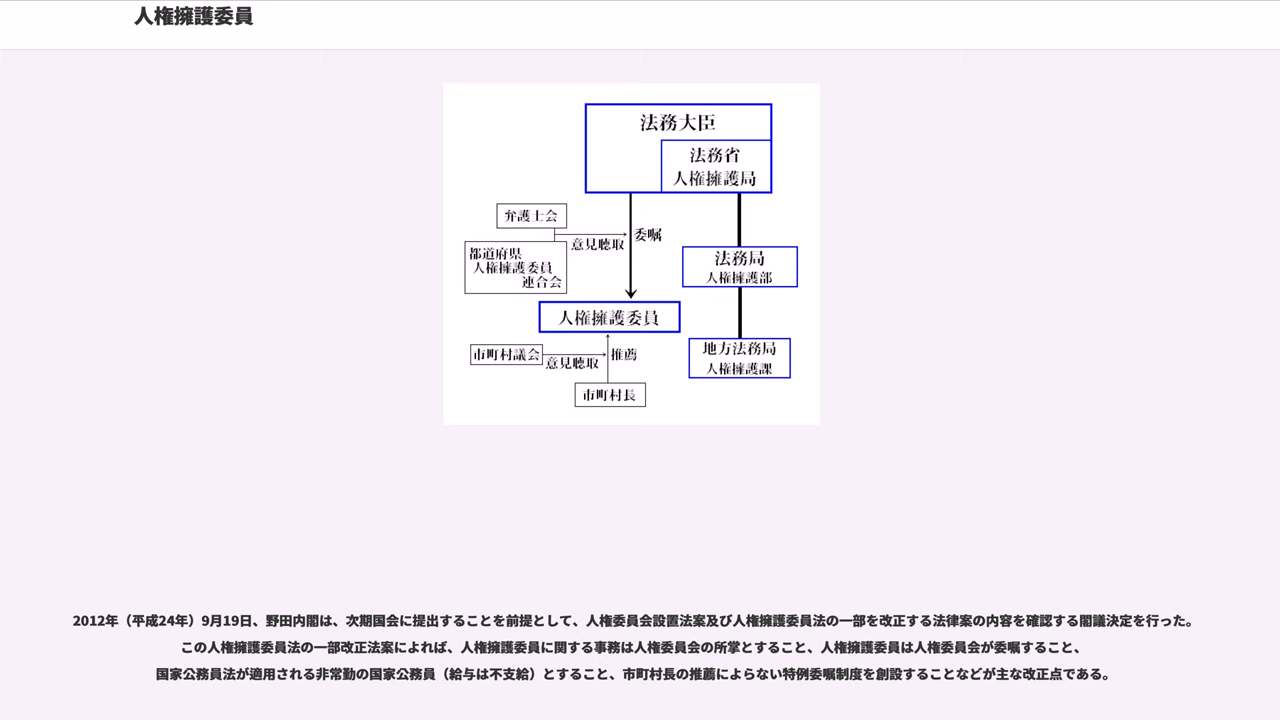 人権擁護委員
法務大臣
法務省
人権擁護局
弁護士会
意見聴取
委嘱
都道府県
人権擁護委員
連合会
法務局
人権擁護部
人権擁護委員
市町村議会
意見聴取
推薦
地方法務局
人権擁護課
市町村長
2012年（平成24年）9月19日、野田内閣は、次期国会に提出することを前提として、人権委員会設置法案及び人権擁護委員法の一部を改正する法律案の内容を確認する閣議決定を行った。
この人権擁護委員法の一部改正法案によれば、人権擁護委員に関する事務は人権委員会の所掌とすること、人権擁護委員は人権委員会が委嘱すること、
国家公務員法が適用される非常勤の国家公務員（給与は不支給）とすること、市町村長の推薦によらない特例委嘱制度を創設することなどが主な改正点である。